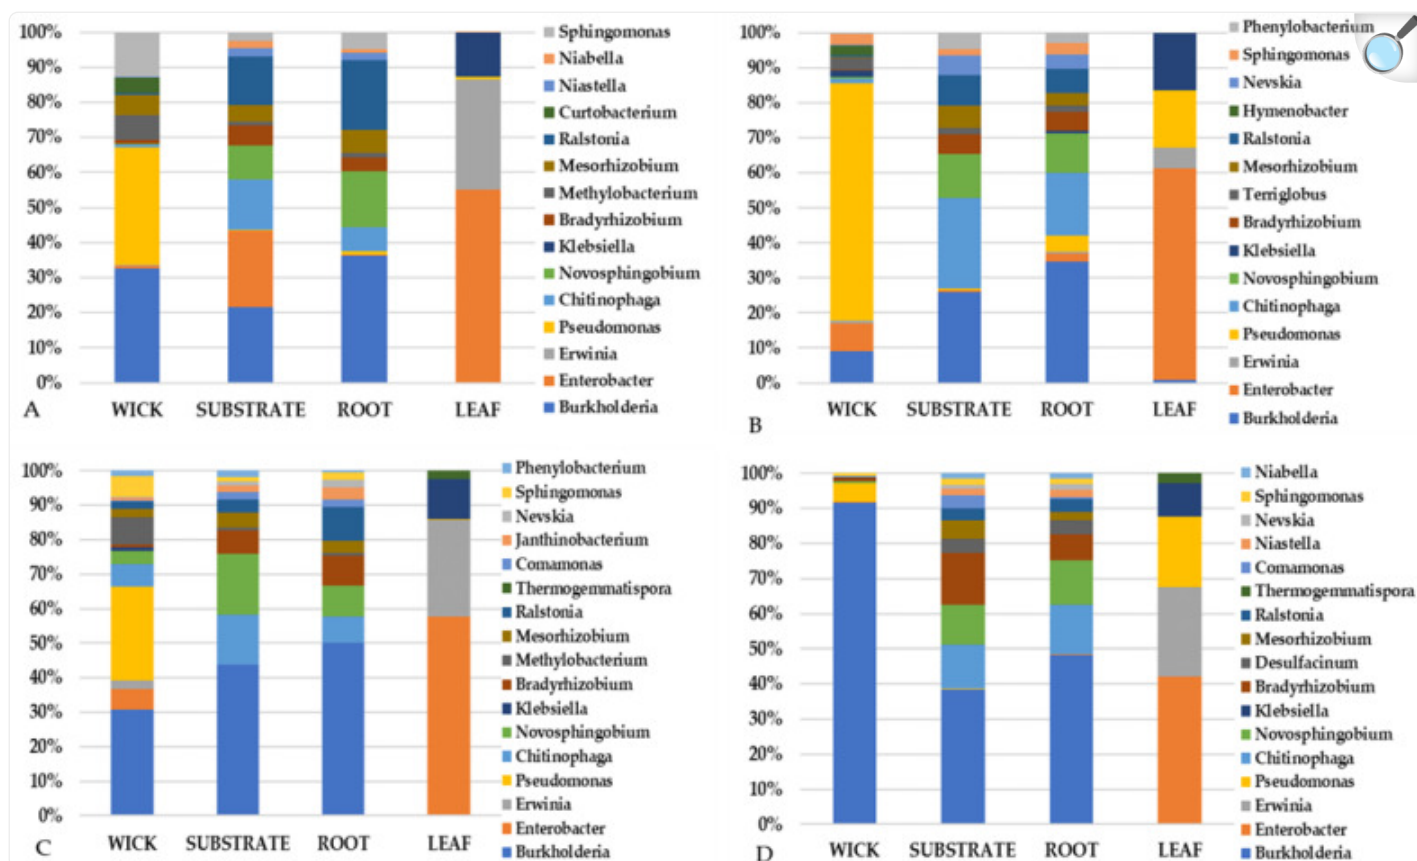 100%
90%
80%
70%
60%
50%
40%
30%
20%
10%
0%
WICK SUBSTRATE ROOT LEAF
A
Sphingomonas
Niabella
Niastella
Curtobacterium
Ralstonia
Mesorhizobium
Methylobacterium
Bradyrhizobium
Klebsiella
Novosphingobium
Chitinophaga
Pseudomonas
Erwinia
Enterobacter
Burkholderia
100%
90%
80%
70%
60%
50%
40%
30%
20%
10%
0%
WICK SUBSTRATE ROOT LEAF
B
Phenylobacterium
Sphingomonas
Nevskia
Hymenobacter
Ralstonia
Mesorhizobium
Terriglobus
Bradyrhizobium
Klebsiella
Novosphingobium
Chitinophaga
Pseudomonas
Erwinia
Enterobacter
Burkholderia
100%
90%
80%
70%
60%
50%
40%
30%
20%
10%
0%
WICK SUBSTRATE ROOT LEAF
C
Phenylobacterium
Sphingomonas
Nevskia
Janthinobacterium
Comamonas
Thermogemmatispora
Ralstonia
Mesorhizobium
Methylobacterium
Bradyrhizobium
Klebsiella
Novosphingobium
Chitinophaga
Pseudomonas
Erwinia
Enterobacter
Burkholderia
100%
90%
80%
70%
60%
50%
40%
30%
20%
10%
0%
WICK SUBSTRATE ROOT LEAF
D
Niabella
Sphingomonas
Nevskia
Niastella
Comamonas
Thermogemmatispora
Ralstonia
Mesorhizobium
Desulfacinum
Bradyrhizobium
Klebsiella
Novosphingobium
Chitinophaga
Pseudomonas
Erwinia
Enterobacter
Burkholderia